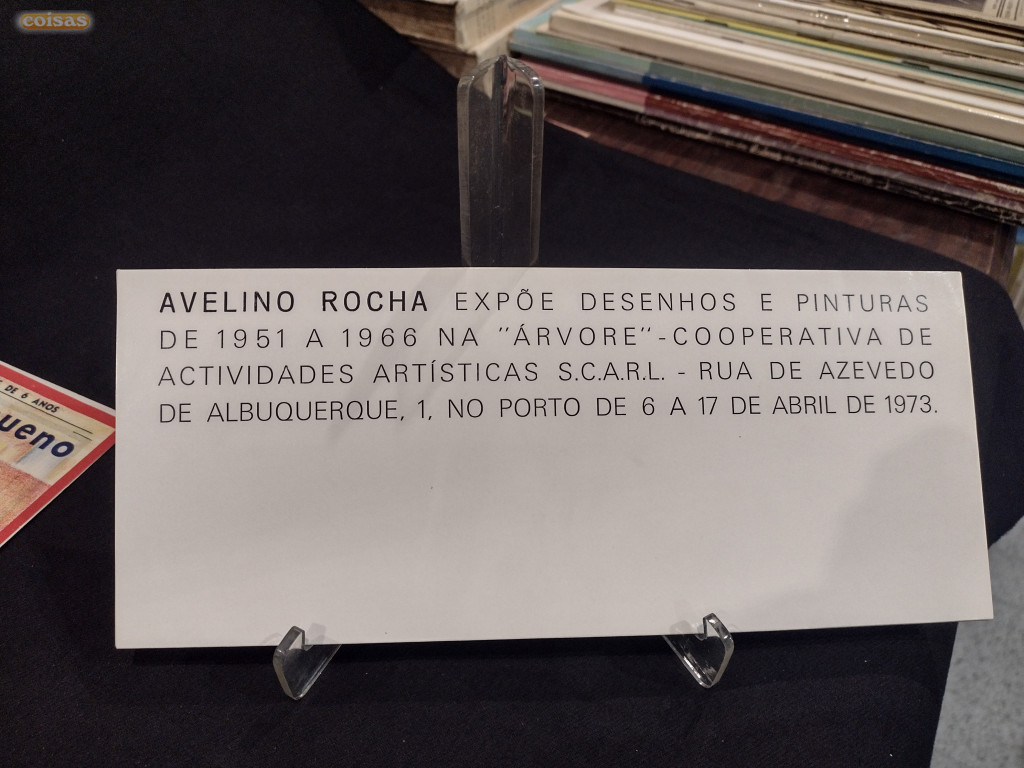 coisas
AVELINO ROCHA EXPÕE DESENHOS E PINTURAS
DE 1951 A 1966 NA "ÁRVORE" - COOPERATIVA DE
ACTIVIDADES ARTÍSTICAS S.C.A.R.L. - RUA DE AZEVEDO
DE ALBUQUERQUE, 1, NO PORTO DE 6 A 17 DE ABRIL DE 1973.
DE 6 ANOS
ueno